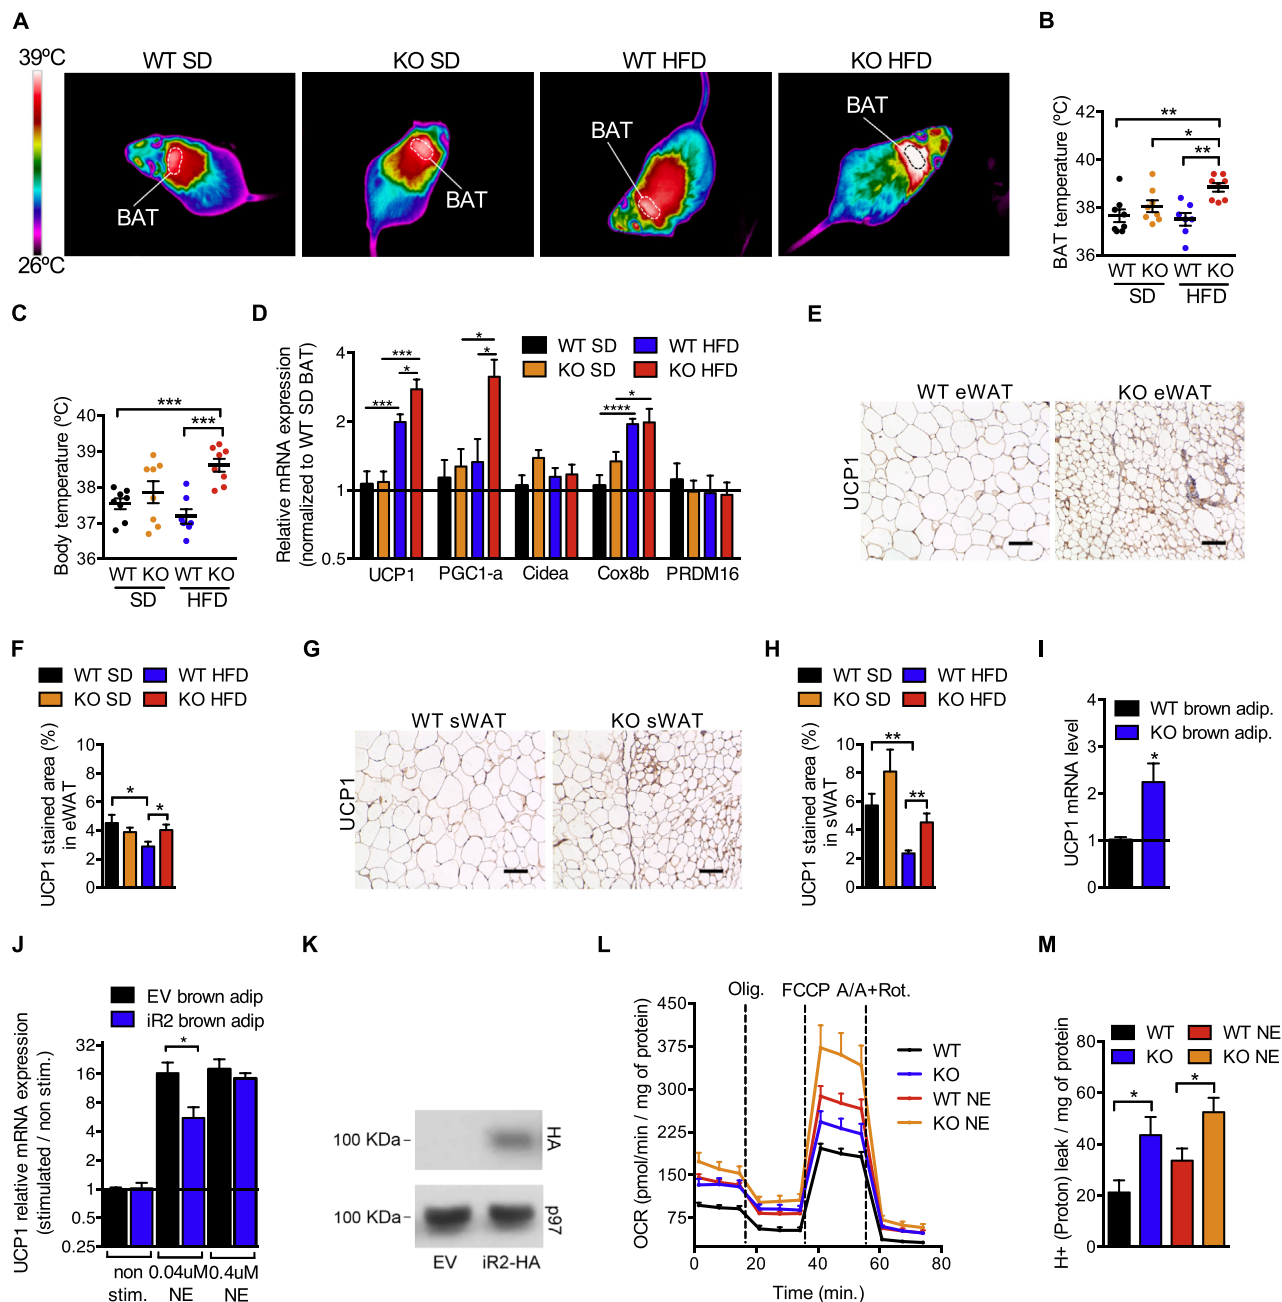 A
39ºC
26ºC
WT SD
KO SD
WT HFD
KO HFD
BAT
BAT
BAT
BAT
B
BAT temperature (ºC)
42
40
38
36
**
*
**
WT KO WT KO
SD HFD
C
Body temperature (ºC)
40
39
38
37
36
***
***
WT KO WT KO
SD HFD
D
Relative mRNA expression
(normalized to WT SD BAT)
4
2
1
0.5
WT SD
WT HFD
KO SD
KO HFD
***
***
*
*
*
****
*
UCP1 PGC1-a Cidea Cox8b PRDM16
E
WT eWAT
KO eWAT
UCP1
F
WT SD
WT HFD
KO SD
KO HFD
UCP1 stained area (%)
in eWAT
10
8
6
4
2
0
*
*
G
WT sWAT
KO sWAT
UCP1
H
WT SD
WT HFD
KO SD
KO HFD
UCP1 stained area (%)
in sWAT
10
8
6
4
2
0
**
**
I
WT brown adip.
KO brown adip.
UCP1 mRNA level
4
3
2
1
0
*
J
EV brown adip
iR2 brown adip
UCP1 relative mRNA expression
(stimulated / non stim.)
32
16
8
4
2
1
0.5
0.25
*
non 0.04uM 0.4uM
stim. NE NE
K
100 KDa
HA
100 KDa
p97
EV iR2-HA
L
Olig. FCCP A/A+Rot.
OCR (pmol/min / mg of protein)
450
375
300
225
150
75
WT
KO
WT NE
KO NE
0 20 40 60 80
Time (min.)
M
WT
WT NE
KO
KO NE
H+ (Proton) leak / mg of protein
80
60
40
20
0
*
*